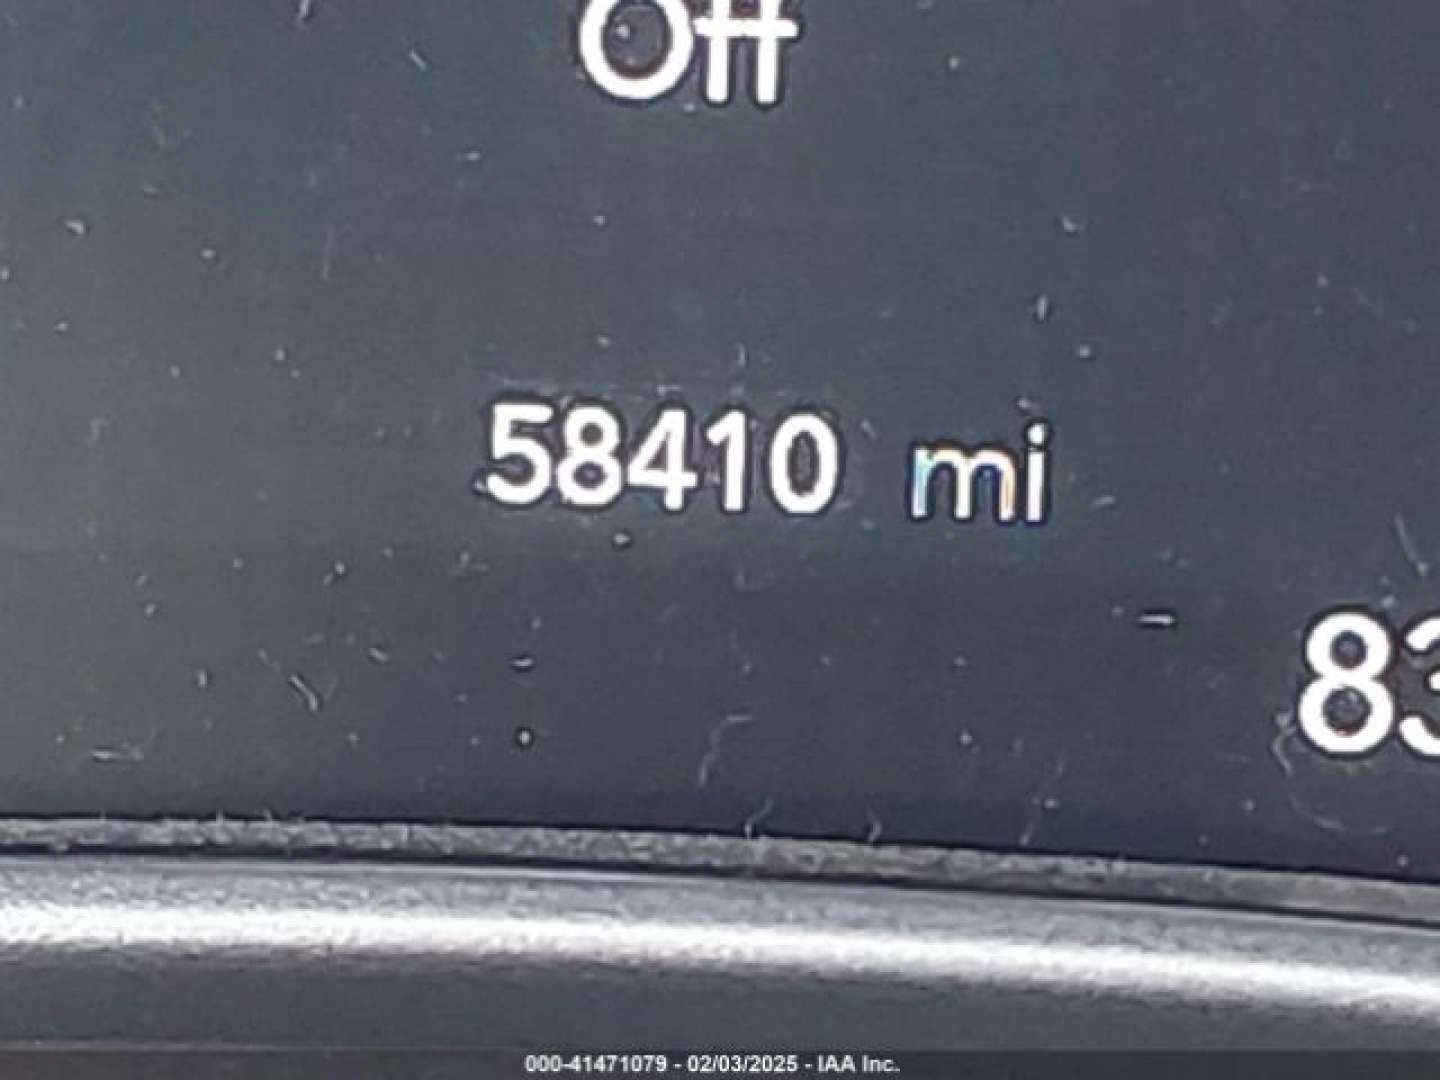 Off
58410 mi
83
000-41471079 - 02/03/2025 - IAA Inc.